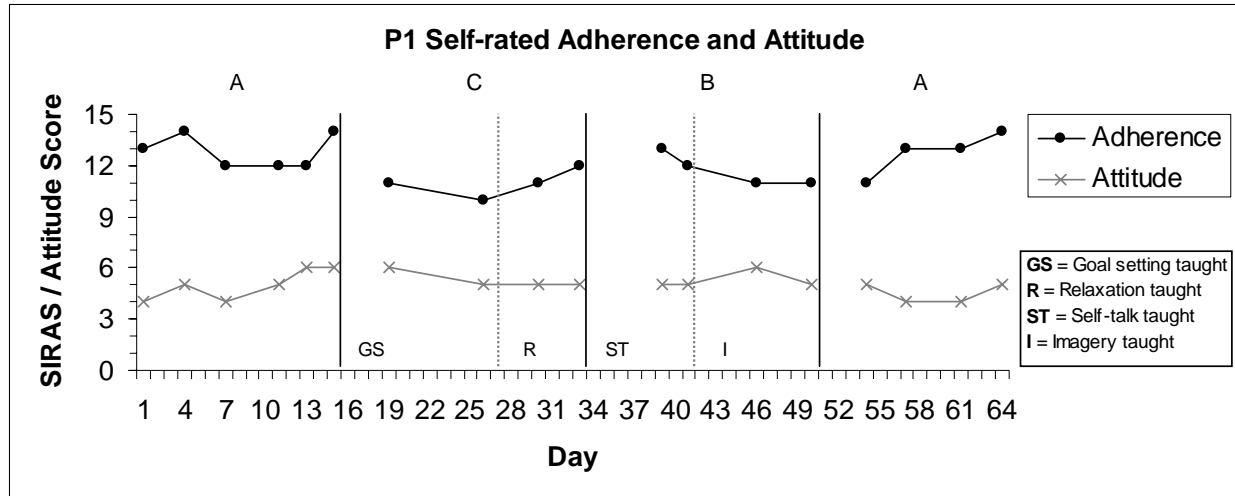 P1 Self-rated Adherence and Attitude
A C B A
SIRAS / Attitude Score
15
12
9
6
3
0
GS R ST I
1 4 7 10 13 16 19 22 25 28 31 34 37 40 43 46 49 52 55 58 61 64
Day
Adherence
Attitude
GS = Goal setting taught
R = Relaxation taught
ST = Self-talk taught
I = Imagery taught